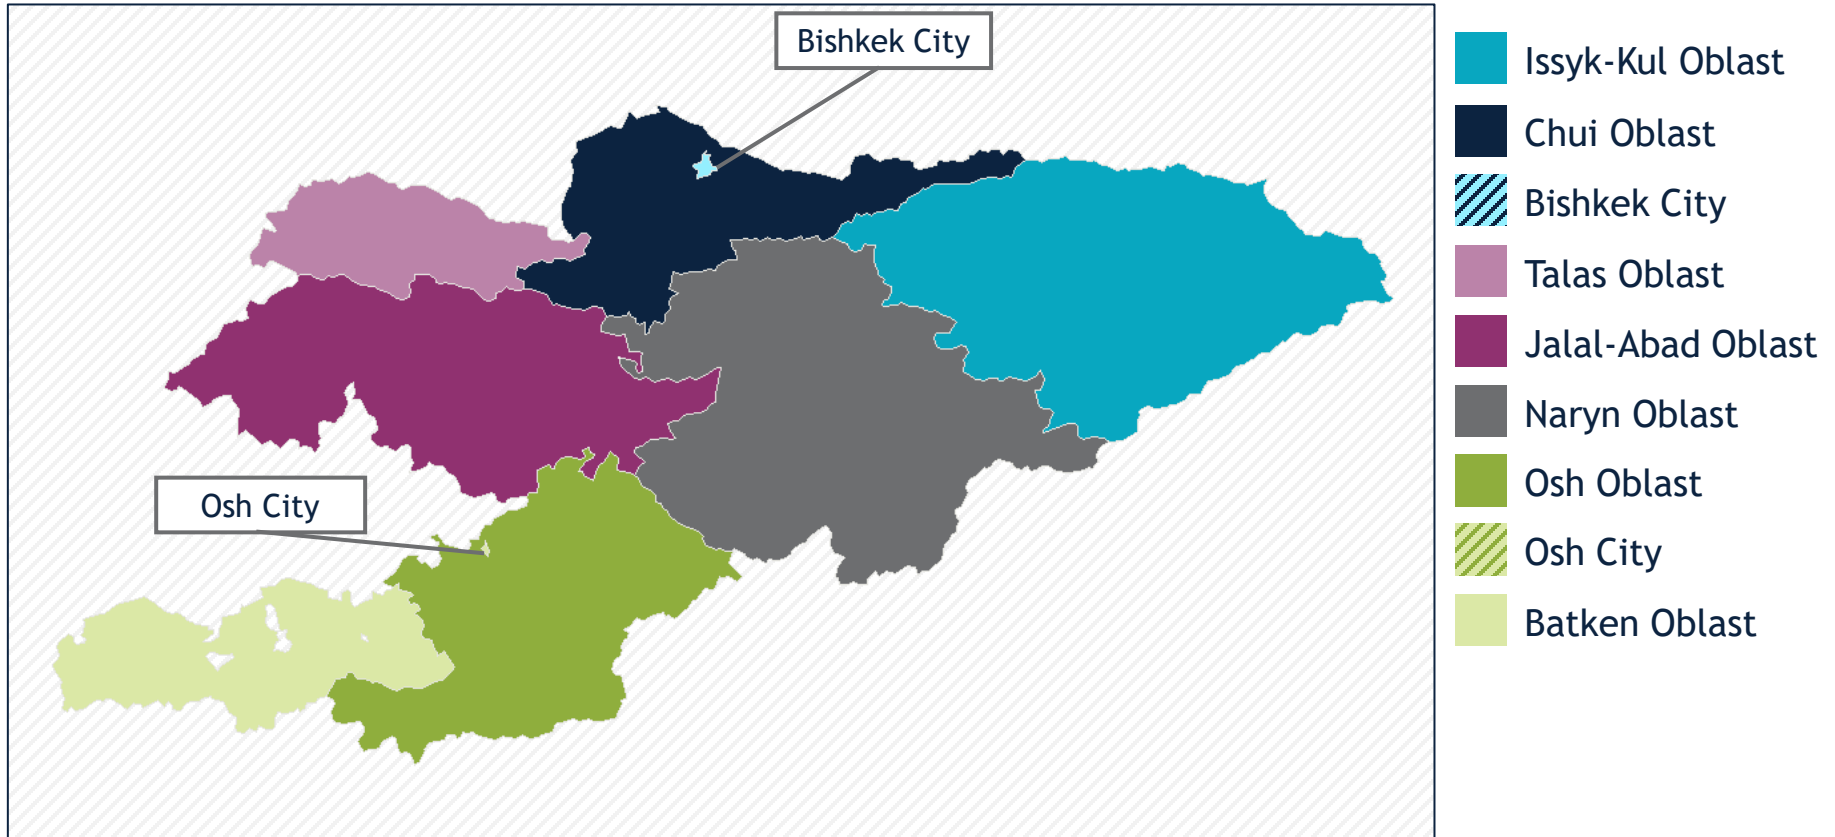 Bishkek City
Osh City
Issyk-Kul Oblast
Chui Oblast
Bishkek City
Talas Oblast
Jalal-Abad Oblast
Naryn Oblast
Osh Oblast
Osh City
Batken Oblast